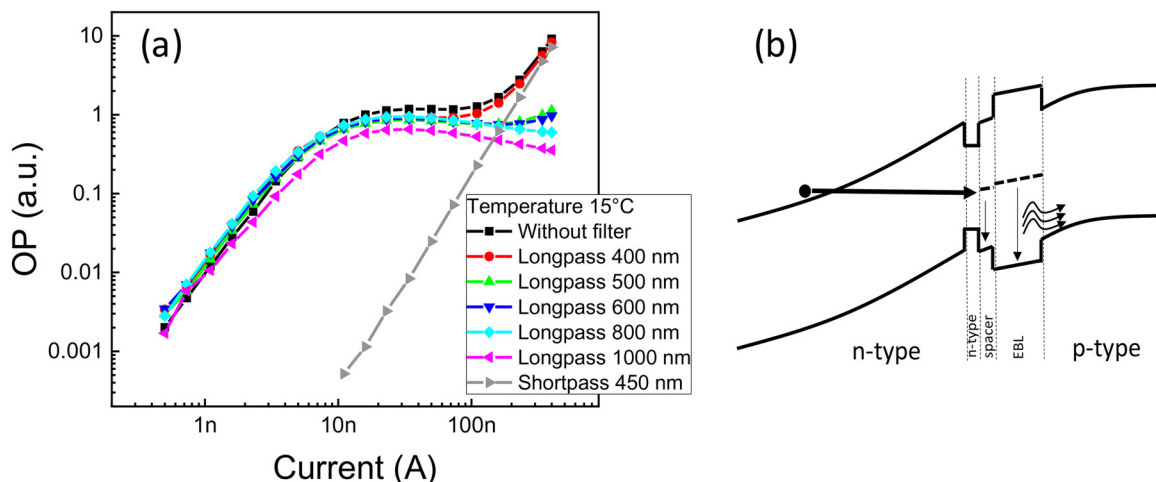 (a)
OP (a.u.)
10
1
0.1
0.01
0.001
1n
10n
100n
Current (A)
Temperature 15°C
Without filter
Longpass 400 nm
Longpass 500 nm
Longpass 600 nm
Longpass 800 nm
Longpass 1000 nm
Shortpass 450 nm
(b)
n-type
n-type
spacer
EBL
p-type